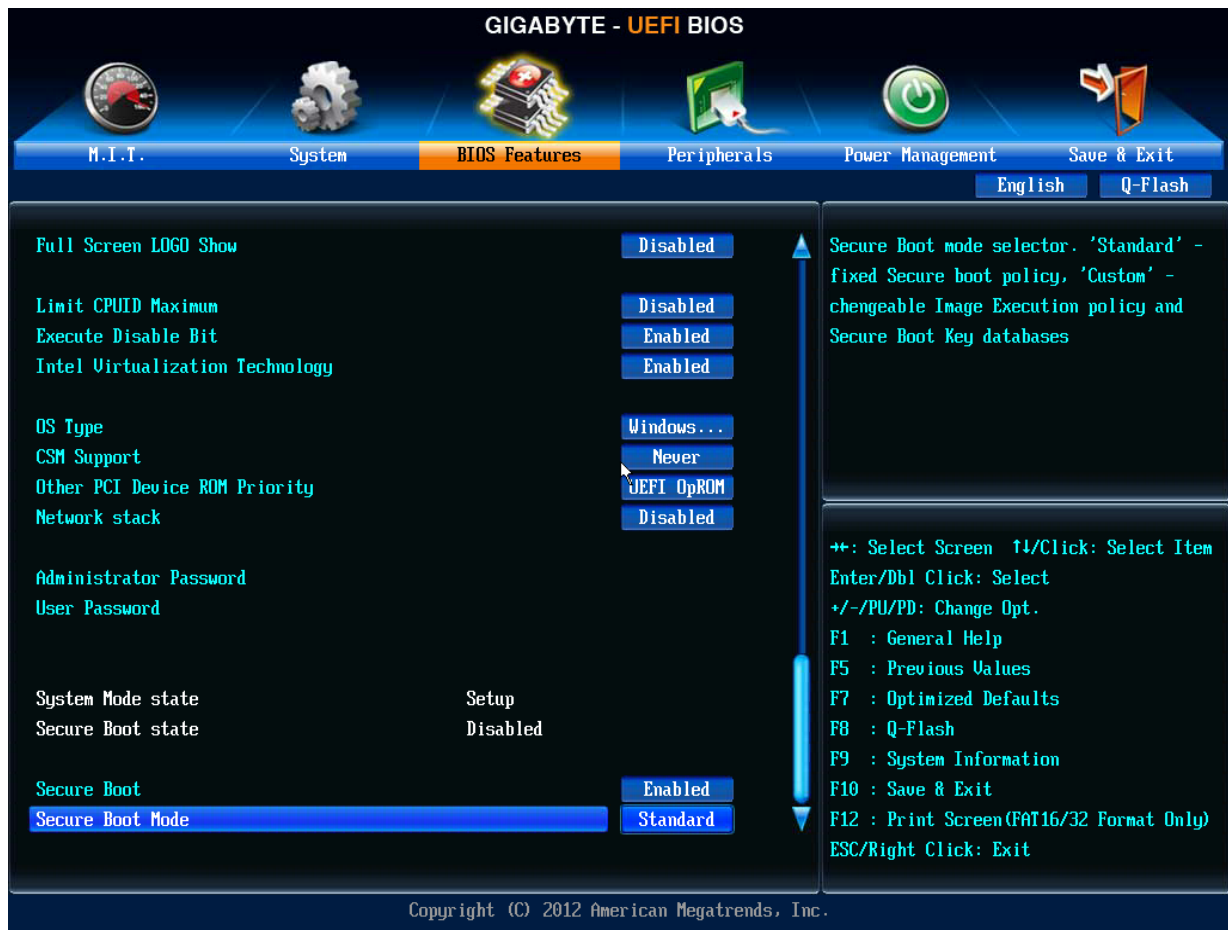 GIGABYTE - UEFI BIOS
M.I.T.
System
BIOS Features
Peripherals
Power Management
Save & Exit
English
Q-Flash
Full Screen LOGO Show Disabled
Limit CPUID Maximum Disabled
Execute Disable Bit Enabled
Intel Virtualization Technology Enabled
OS Type Windows...
CSM Support Never
Other PCI Device ROM Priority UEFI OpROM
Network stack Disabled
Administrator Password
User Password
System Mode state Setup
Secure Boot state Disabled
Secure Boot Enabled
Secure Boot Mode Standard
Secure Boot mode selector. 'Standard' -
fixed Secure boot policy, 'Custom' -
chengeable Image Execution policy and
Secure Boot Key databases
→←: Select Screen ↑↓/Click: Select Item
Enter/Dbl Click: Select
+/-/PU/PD: Change Opt.
F1 : General Help
F5 : Previous Values
F7 : Optimized Defaults
F8 : Q-Flash
F9 : System Information
F10 : Save & Exit
F12 : Print Screen(FAT16/32 Format Only)
ESC/Right Click: Exit
Copyright (C) 2012 American Megatrends, Inc.